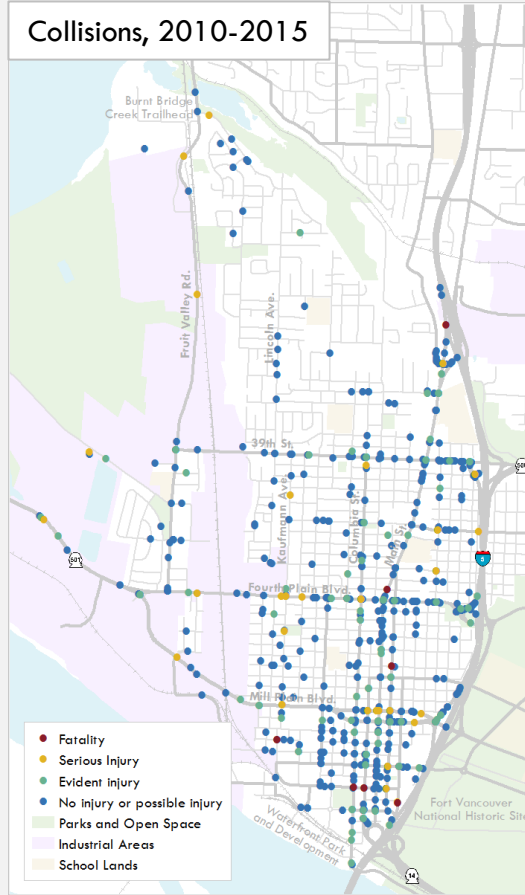 Collisions, 2010-2015
Burnt Bridge
Creek Trailhead
Fruit Valley Rd.
Lincoln Ave.
39th St.
Kaufmann Ave.
Columbia St.
Main St.
501
5
Fourth Plain Blvd.
Mill Plain Blvd.
Fatality
Serious Injury
Evident injury
No injury or possible injury
Parks and Open Space
Industrial Areas
School Lands
Waterfront Park
and Development
Fort Vancouver
National Historic Site
14